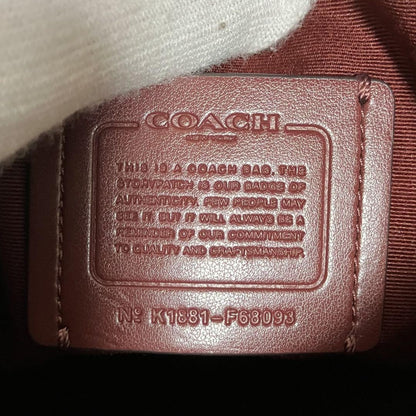 COACH
THIS IS A COACH BAG. THE
STORYPATCH IS OUR BADGE OF
AUTHENTICITY. FEW PEOPLE MAY
SEE IT BUT IT WILL ALWAYS BE A
REMINDER OF OUR COMMITMENT
TO QUALITY AND CRAFTSMANSHIP.
Nº K1881-F68093